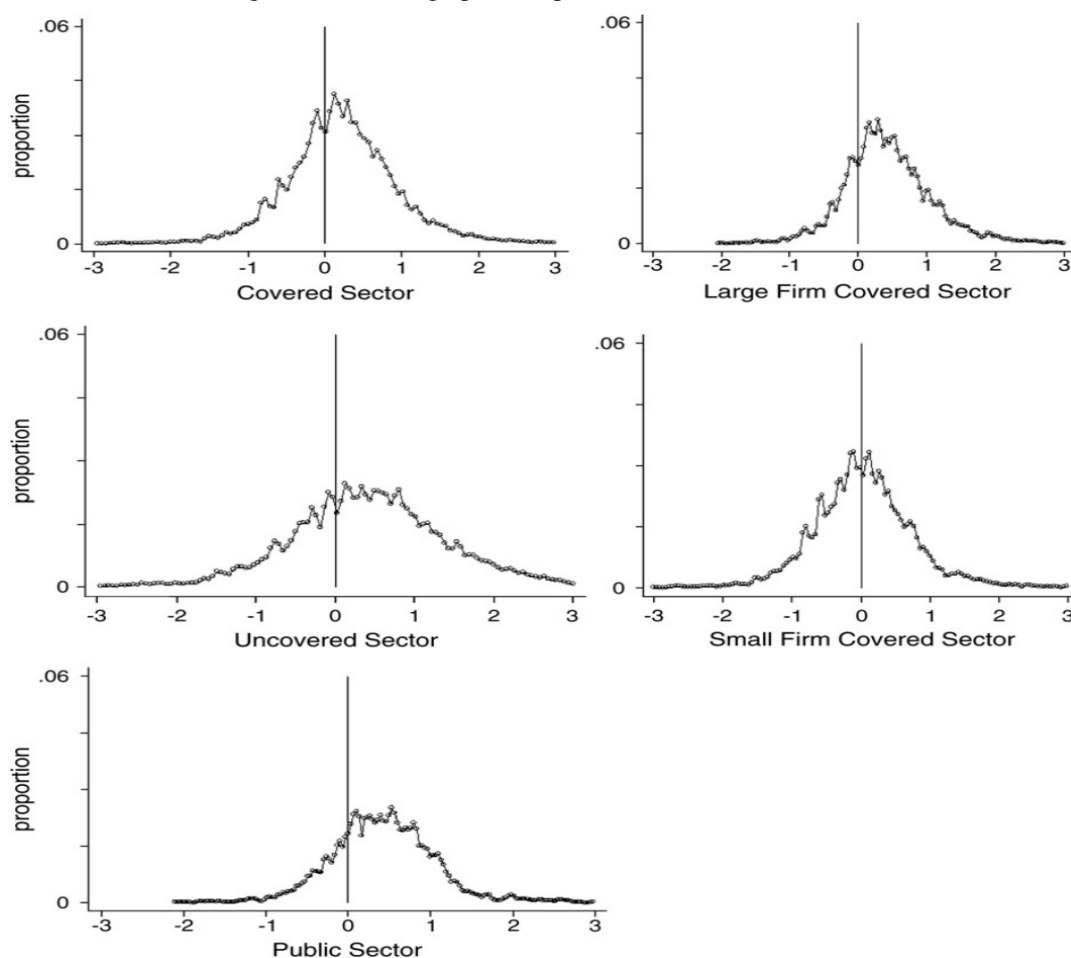 .06
proportion
0
-3 -2 -1 0 1 2 3
Covered Sector
.06
0
-3 -2 -1 0 1 2 3
Large Firm Covered Sector
.06
proportion
0
-3 -2 -1 0 1 2 3
Uncovered Sector
.06
0
-3 -2 -1 0 1 2 3
Small Firm Covered Sector
.06
proportion
0
-3 -2 -1 0 1 2 3
Public Sector